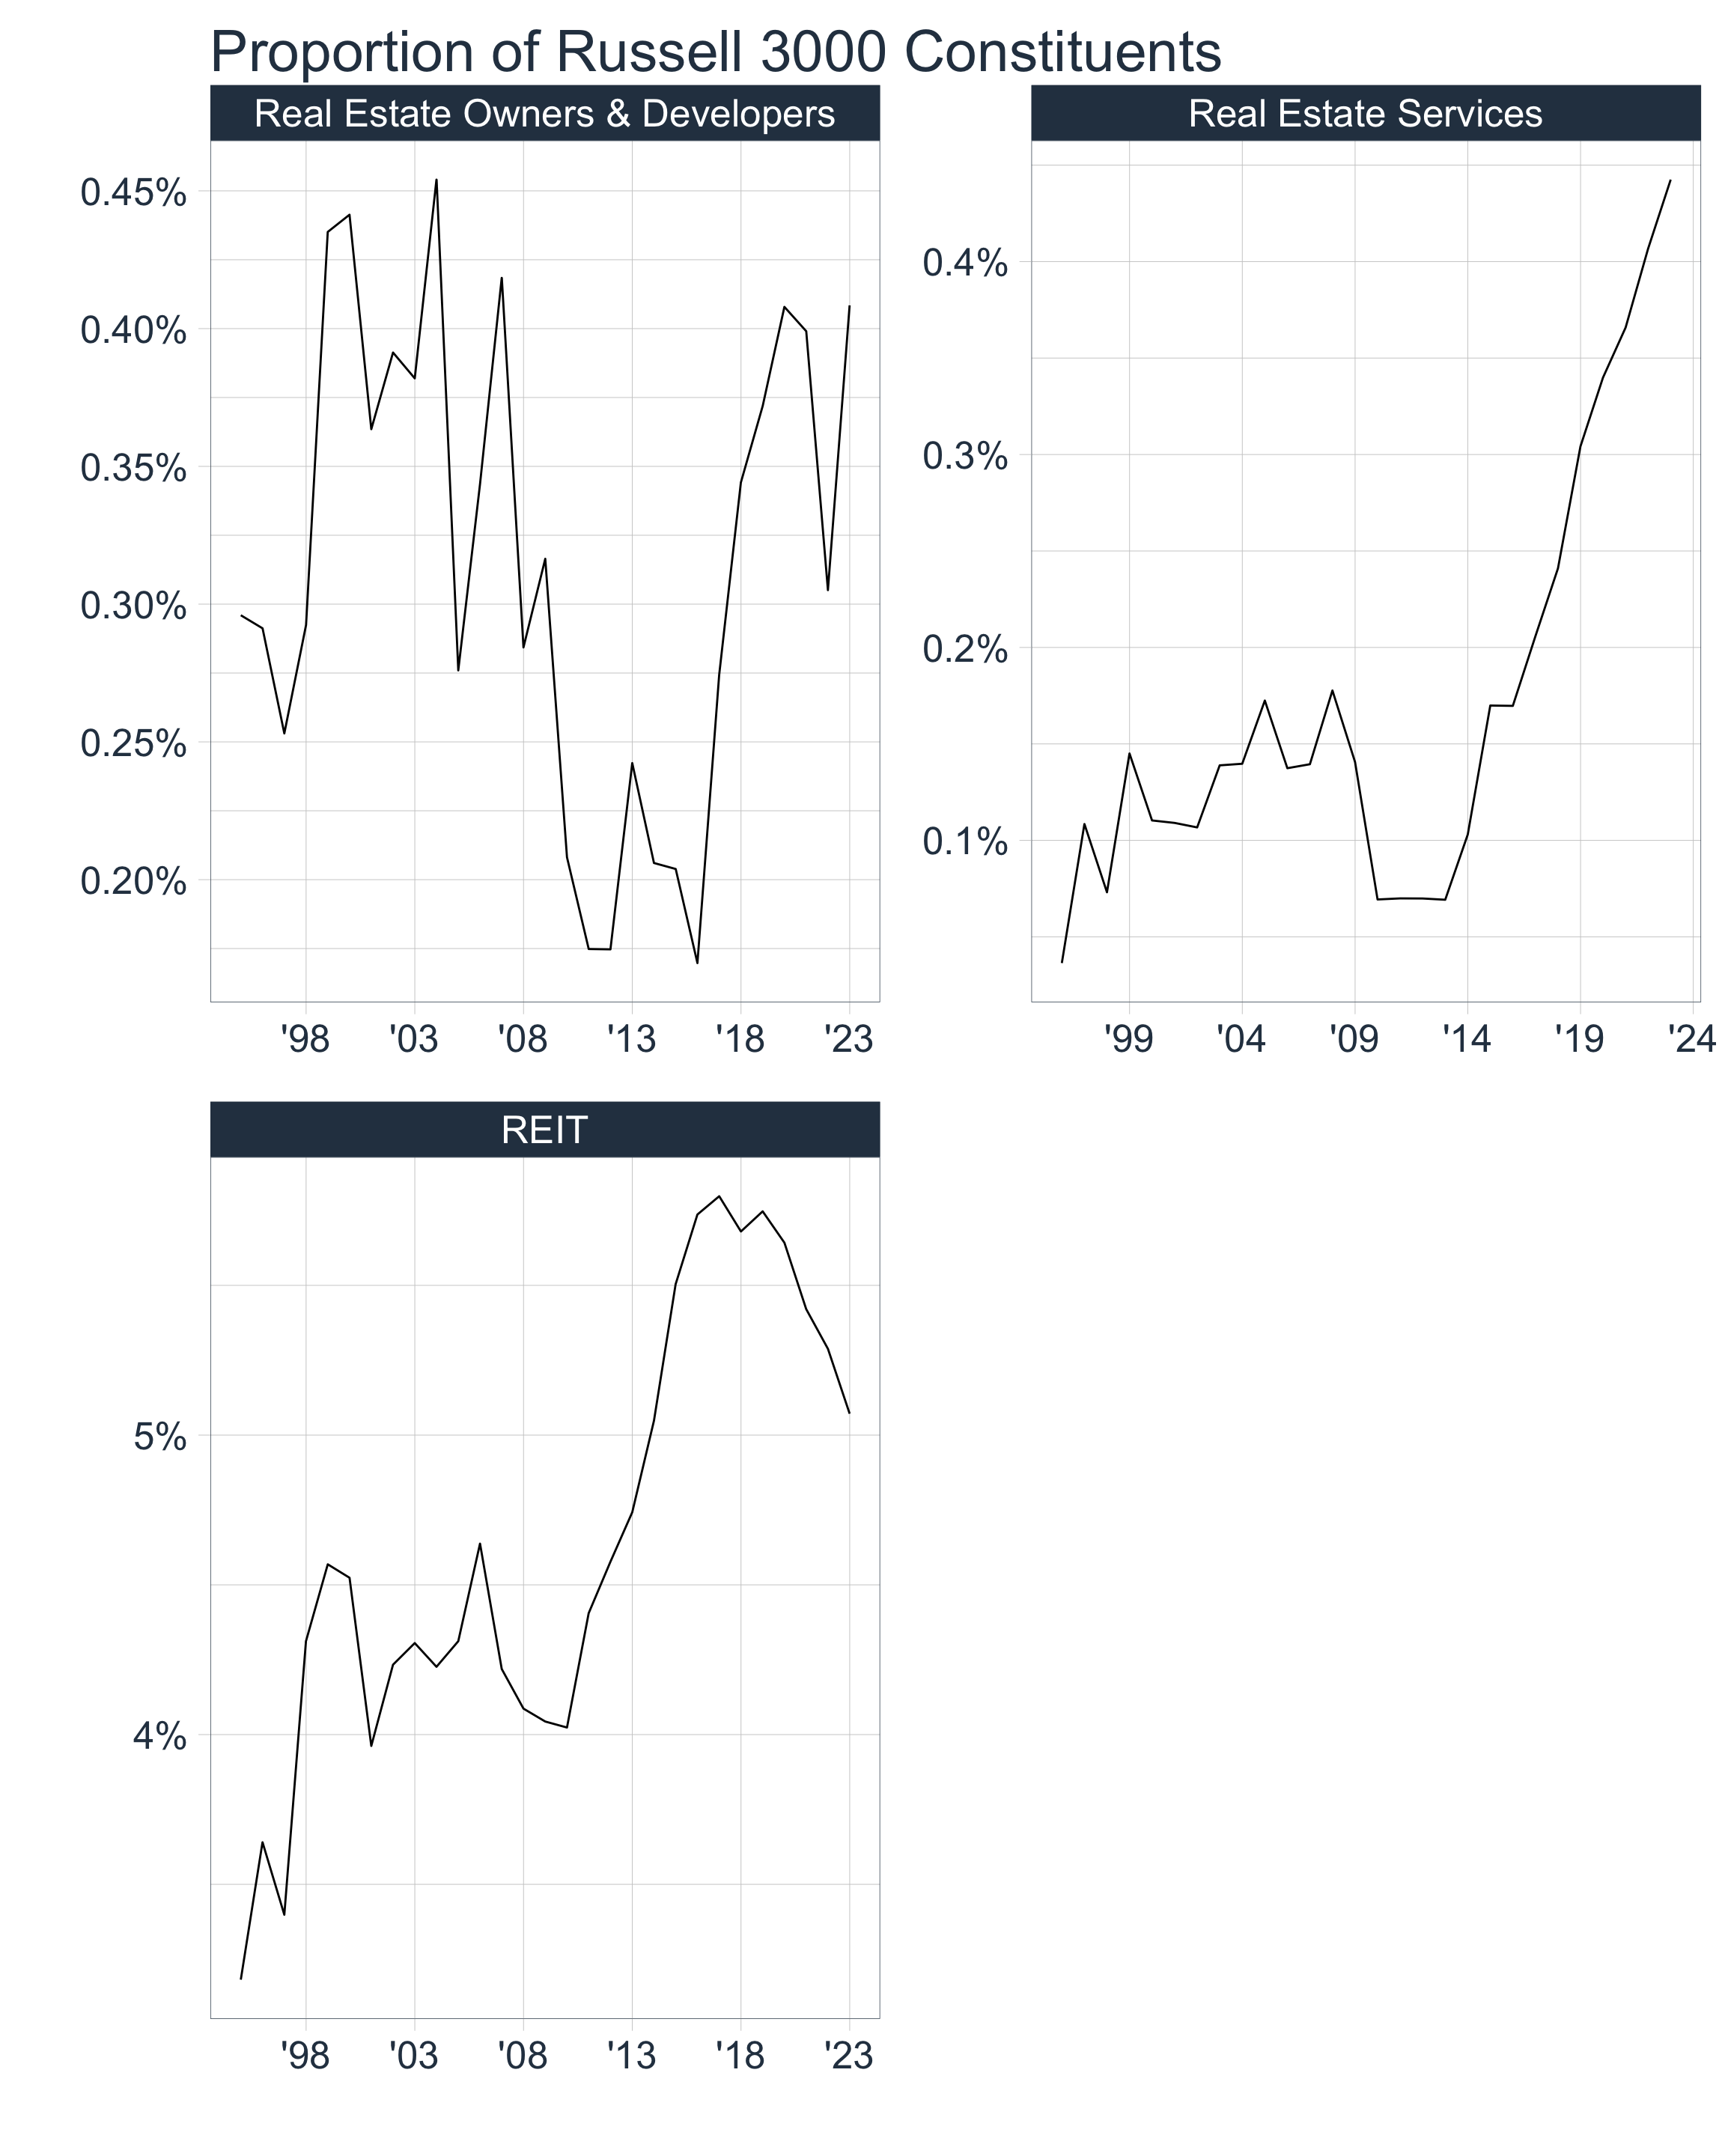 Proportion of Russell 3000 Constituents
Real Estate Owners & Developers
0.45%
0.40%
0.35%
0.30%
0.25%
0.20%
'98 '03 '08 '13 '18 '23
Real Estate Services
0.4%
0.3%
0.2%
0.1%
'99 '04 '09 '14 '19 '24
REIT
5%
4%
'98 '03 '08 '13 '18 '23